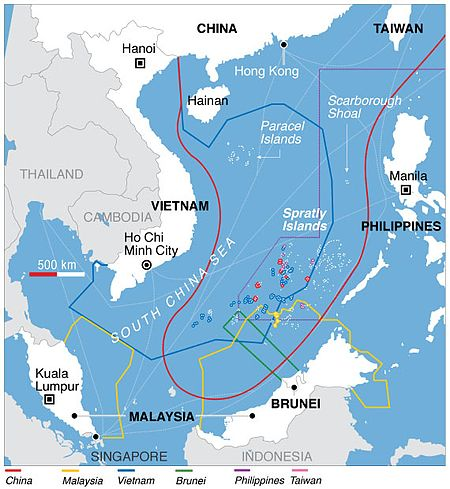 CHINA
TAIWAN
Hanoi
Hong Kong
Hainan
Scarborough
Shoal
Paracel
Islands
THAILAND
Manila
VIETNAM
CAMBODIA
Spratly
Islands
PHILIPPINES
Ho Chi
Minh City
500 km
SOUTH CHINA SEA
Kuala
Lumpur
MALAYSIA
BRUNEI
SINGAPORE
INDONESIA
China
Malaysia
Vietnam
Brunei
Philippines
Taiwan